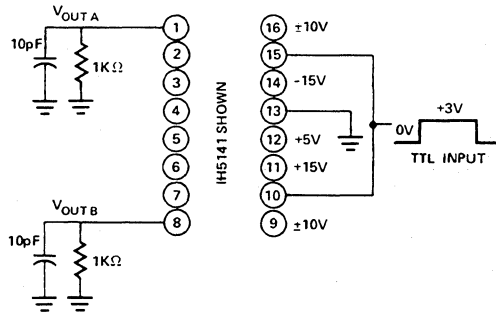 VOUT A
10pF
1KΩ
1
2
3
4
5
6
7
8
IH5141 SHOWN
16 ±10V
15
14 -15V
13
12 +5V
11 +15V
10
9 ±10V
0V
+3V
TTL INPUT
VOUT B
10pF
1KΩ